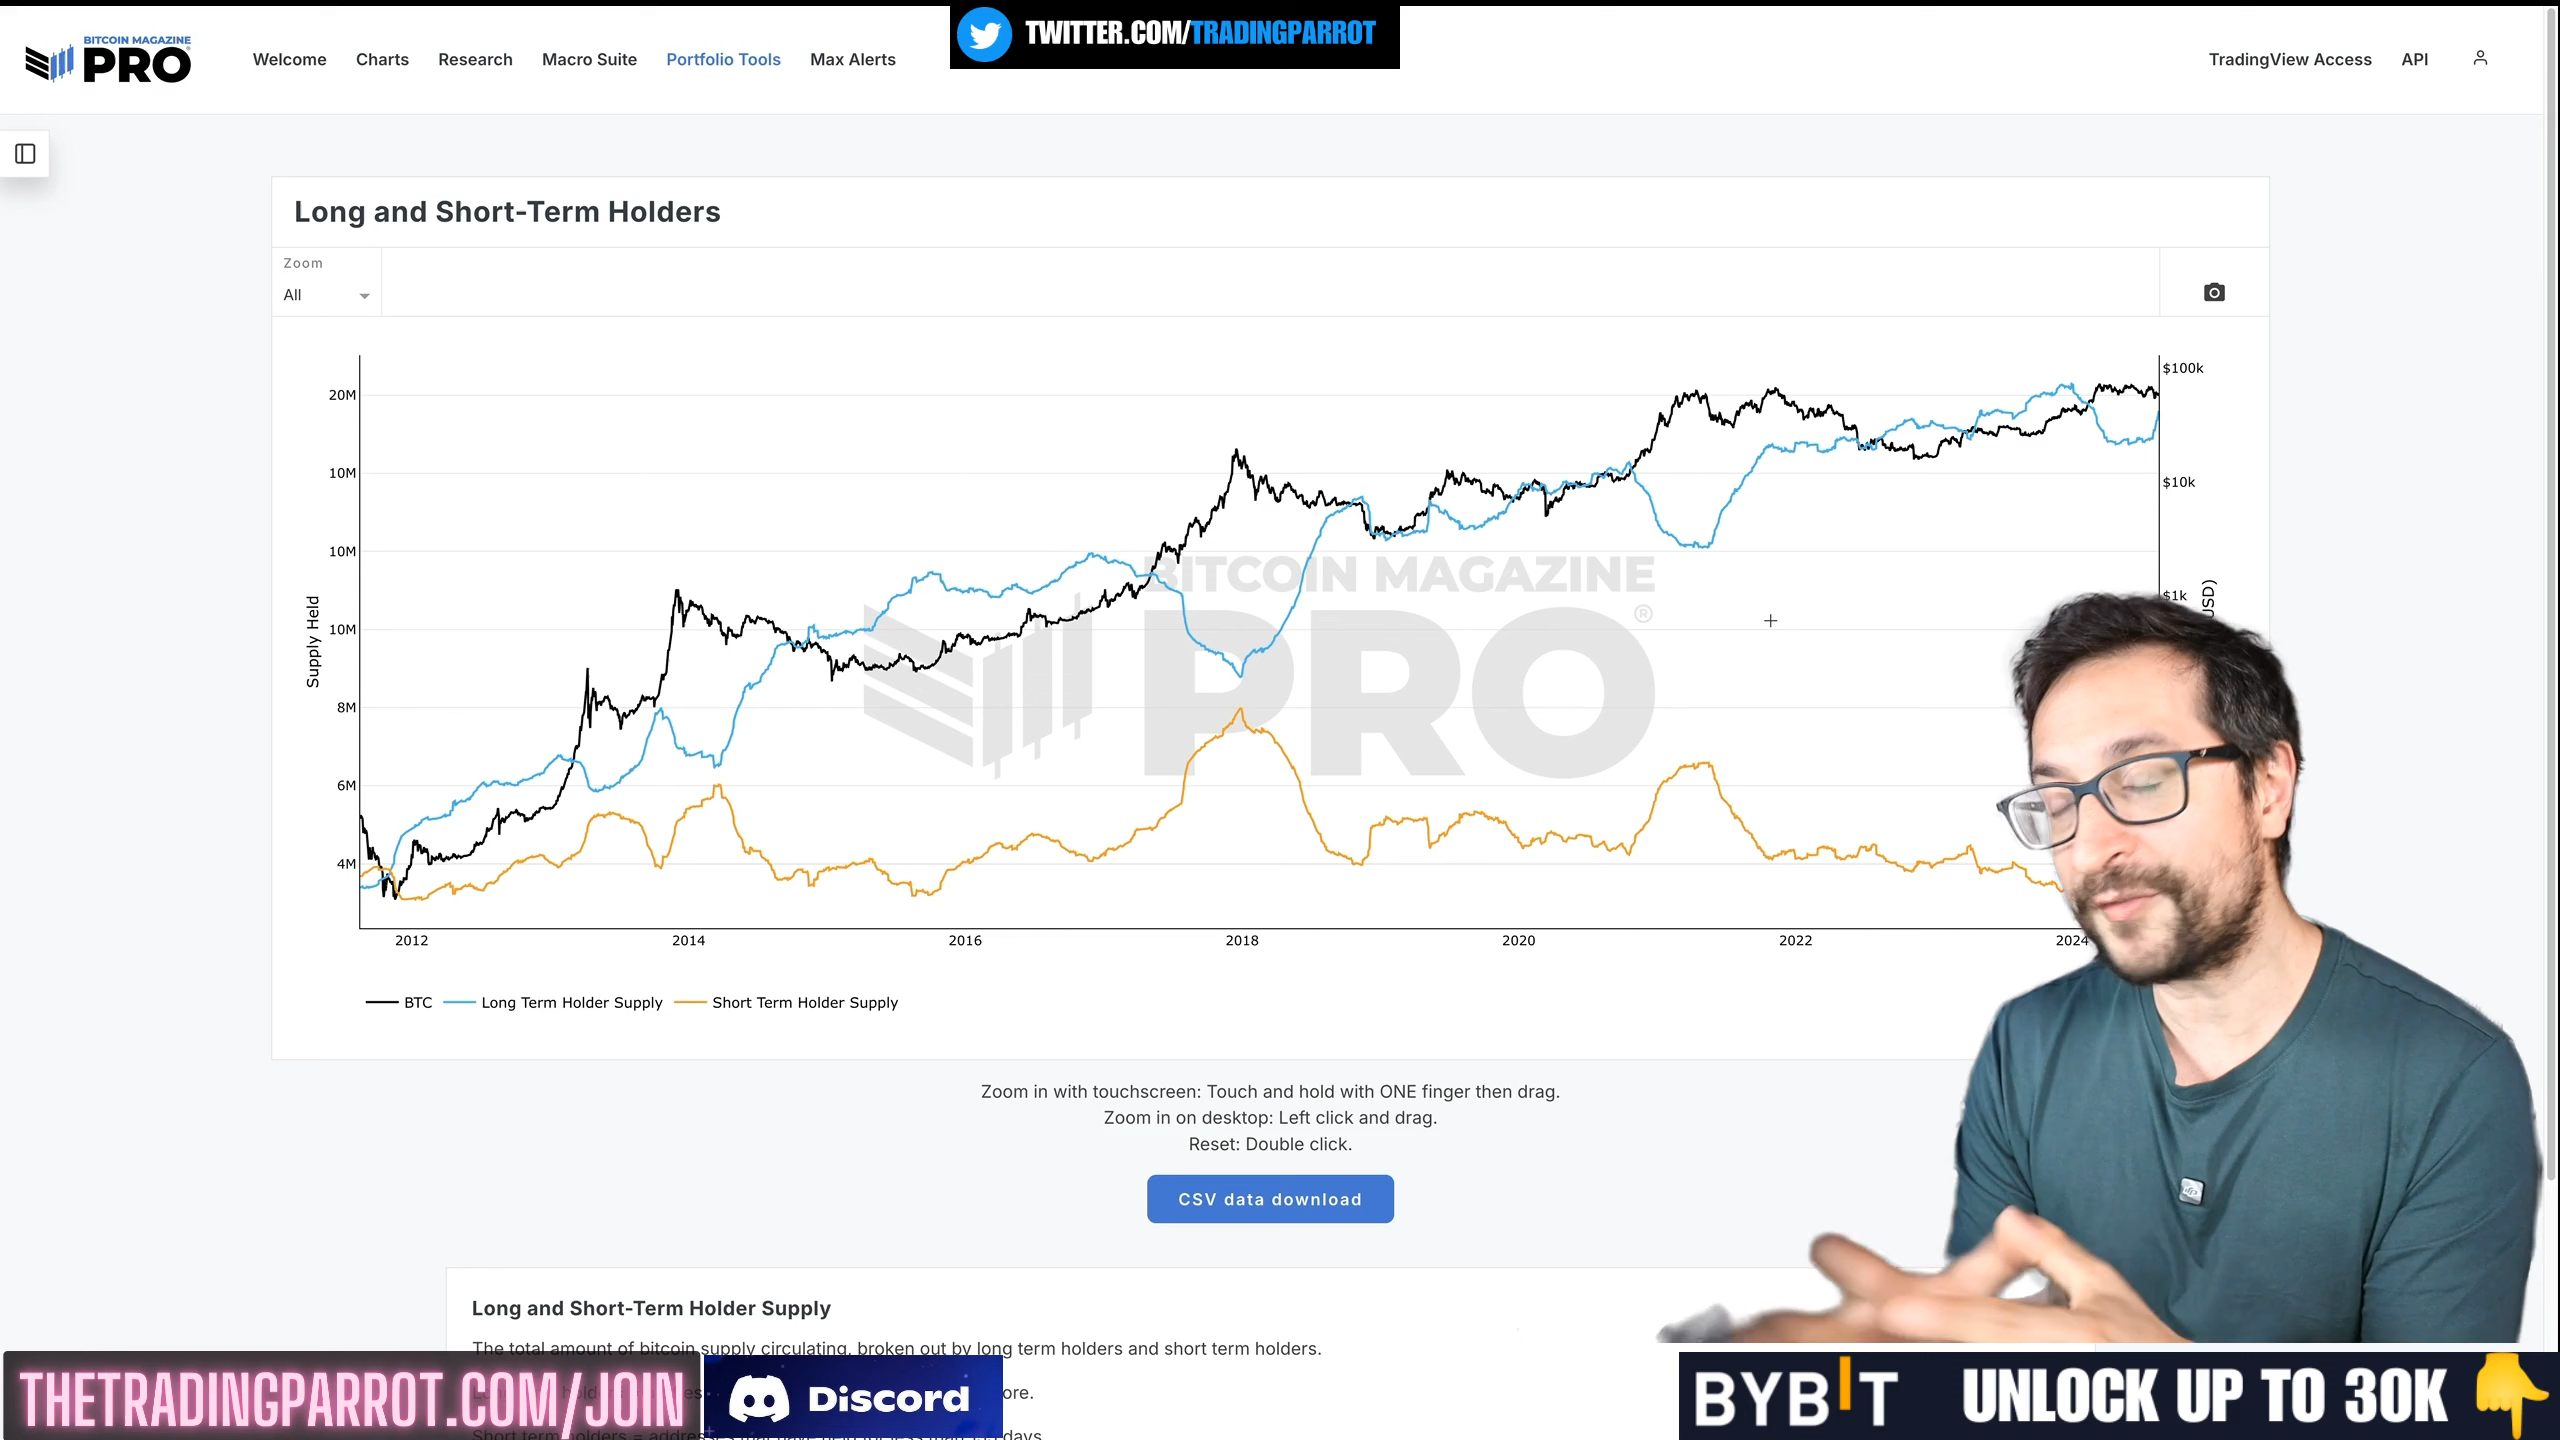 TWITTER.COM/TRADINGPARROT
BITCOIN MAGAZINE
PRO
Welcome
Charts
Research
Macro Suite
Portfolio Tools
Max Alerts
TradingView Access
API
Long and Short-Term Holders
Zoom
All
Supply Held
20M
10M
10M
10M
8M
6M
4M
$100k
$10k
$1k
USD)
BITCOIN MAGAZINE
PRO®
2012
2014
2016
2018
2020
2022
2024
BTC
Long Term Holder Supply
Short Term Holder Supply
Zoom in with touchscreen: Touch and hold with ONE finger then drag.
Zoom in on desktop: Left click and drag.
Reset: Double click.
CSV data download
Long and Short-Term Holder Supply
The total amount of bitcoin supply circulating, broken out by long term holders and short term holders.
THETRADINGPARROT.COM/JOIN
Discord
BYBIT
UNLOCK UP TO 30K